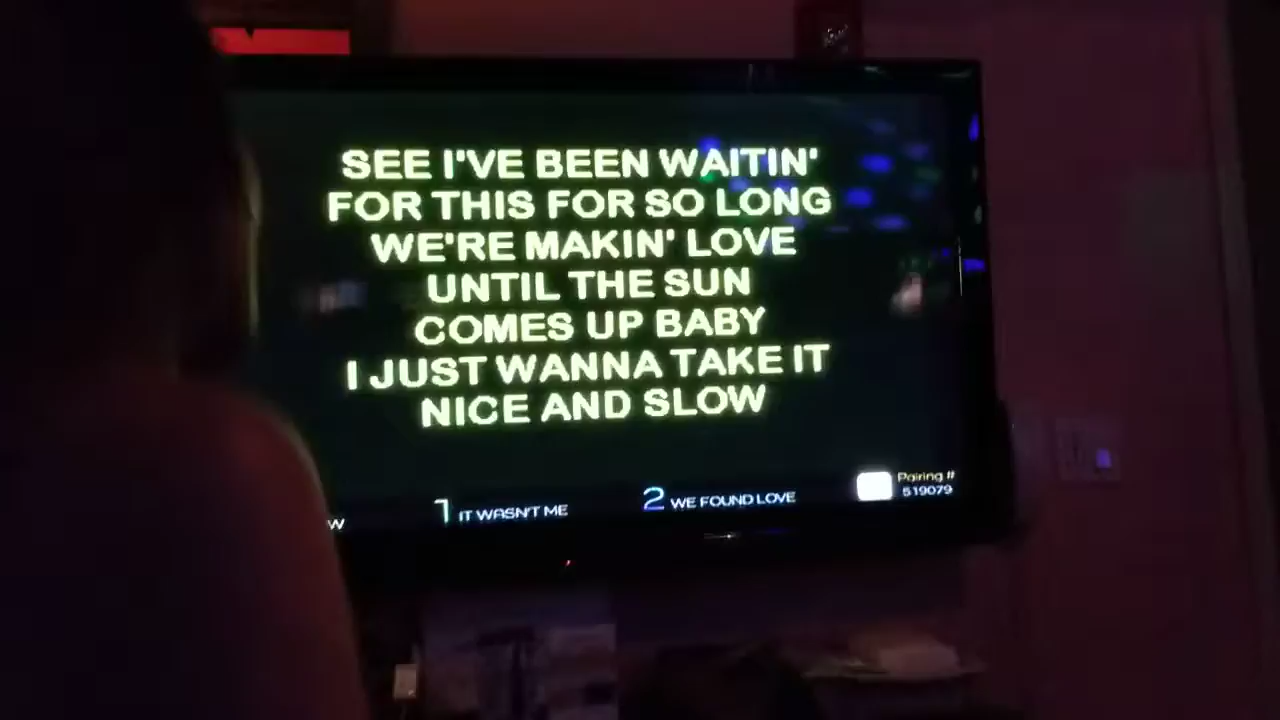 SEE I'VE BEEN WAITIN'
FOR THIS FOR SO LONG
WE'RE MAKIN' LOVE
UNTIL THE SUN
COMES UP BABY
I JUST WANNA TAKE IT
NICE AND SLOW
W 1 IT WASN'T ME 2 WE FOUND LOVE
Pairing #
519079